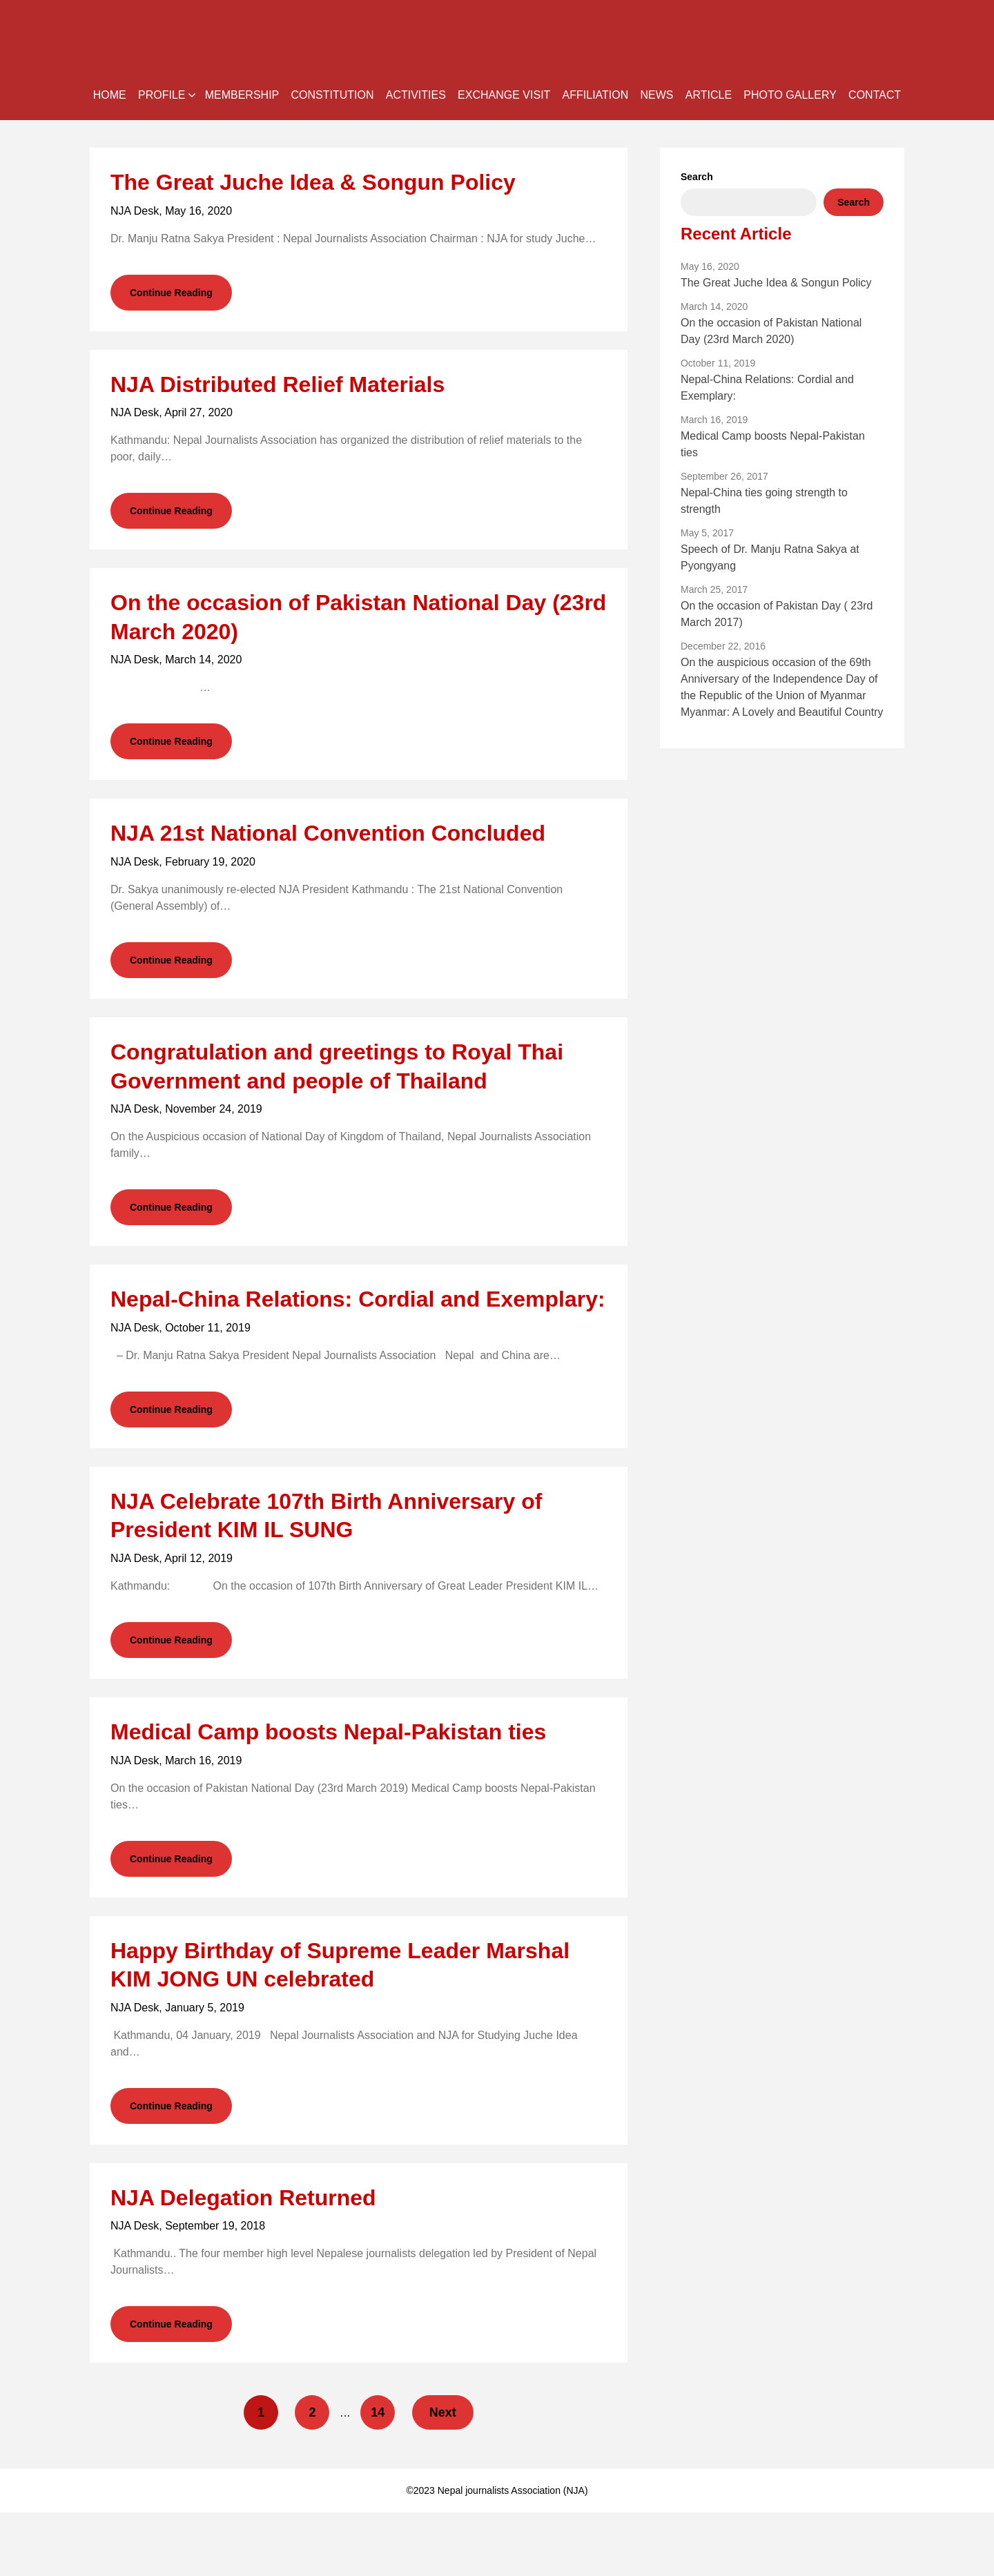 HOME PROFILE MEMBERSHIP CONSTITUTION ACTIVITIES EXCHANGE VISIT AFFILIATION NEWS ARTICLE PHOTO GALLERY CONTACT
The Great Juche Idea & Songun Policy
NJA Desk, May 16, 2020
Dr. Manju Ratna Sakya President : Nepal Journalists Association Chairman : NJA for study Juche…
Continue Reading
NJA Distributed Relief Materials
NJA Desk, April 27, 2020
Kathmandu: Nepal Journalists Association has organized the distribution of relief materials to the
poor, daily…
Continue Reading
On the occasion of Pakistan National Day (23rd
March 2020)
NJA Desk, March 14, 2020
…
Continue Reading
NJA 21st National Convention Concluded
NJA Desk, February 19, 2020
Dr. Sakya unanimously re-elected NJA President Kathmandu : The 21st National Convention
(General Assembly) of…
Continue Reading
Congratulation and greetings to Royal Thai
Government and people of Thailand
NJA Desk, November 24, 2019
On the Auspicious occasion of National Day of Kingdom of Thailand, Nepal Journalists Association
family…
Continue Reading
Nepal-China Relations: Cordial and Exemplary:
NJA Desk, October 11, 2019
– Dr. Manju Ratna Sakya President Nepal Journalists Association Nepal and China are…
Continue Reading
NJA Celebrate 107th Birth Anniversary of
President KIM IL SUNG
NJA Desk, April 12, 2019
Kathmandu: On the occasion of 107th Birth Anniversary of Great Leader President KIM IL…
Continue Reading
Medical Camp boosts Nepal-Pakistan ties
NJA Desk, March 16, 2019
On the occasion of Pakistan National Day (23rd March 2019) Medical Camp boosts Nepal-Pakistan
ties…
Continue Reading
Happy Birthday of Supreme Leader Marshal
KIM JONG UN celebrated
NJA Desk, January 5, 2019
Kathmandu, 04 January, 2019 Nepal Journalists Association and NJA for Studying Juche Idea
and…
Continue Reading
NJA Delegation Returned
NJA Desk, September 19, 2018
Kathmandu.. The four member high level Nepalese journalists delegation led by President of Nepal
Journalists…
Continue Reading
1 2 … 14 Next
Search
Search
Recent Article
May 16, 2020
The Great Juche Idea & Songun Policy
March 14, 2020
On the occasion of Pakistan National
Day (23rd March 2020)
October 11, 2019
Nepal-China Relations: Cordial and
Exemplary:
March 16, 2019
Medical Camp boosts Nepal-Pakistan
ties
September 26, 2017
Nepal-China ties going strength to
strength
May 5, 2017
Speech of Dr. Manju Ratna Sakya at
Pyongyang
March 25, 2017
On the occasion of Pakistan Day ( 23rd
March 2017)
December 22, 2016
On the auspicious occasion of the 69th
Anniversary of the Independence Day of
the Republic of the Union of Myanmar
Myanmar: A Lovely and Beautiful Country
©2023 Nepal journalists Association (NJA)